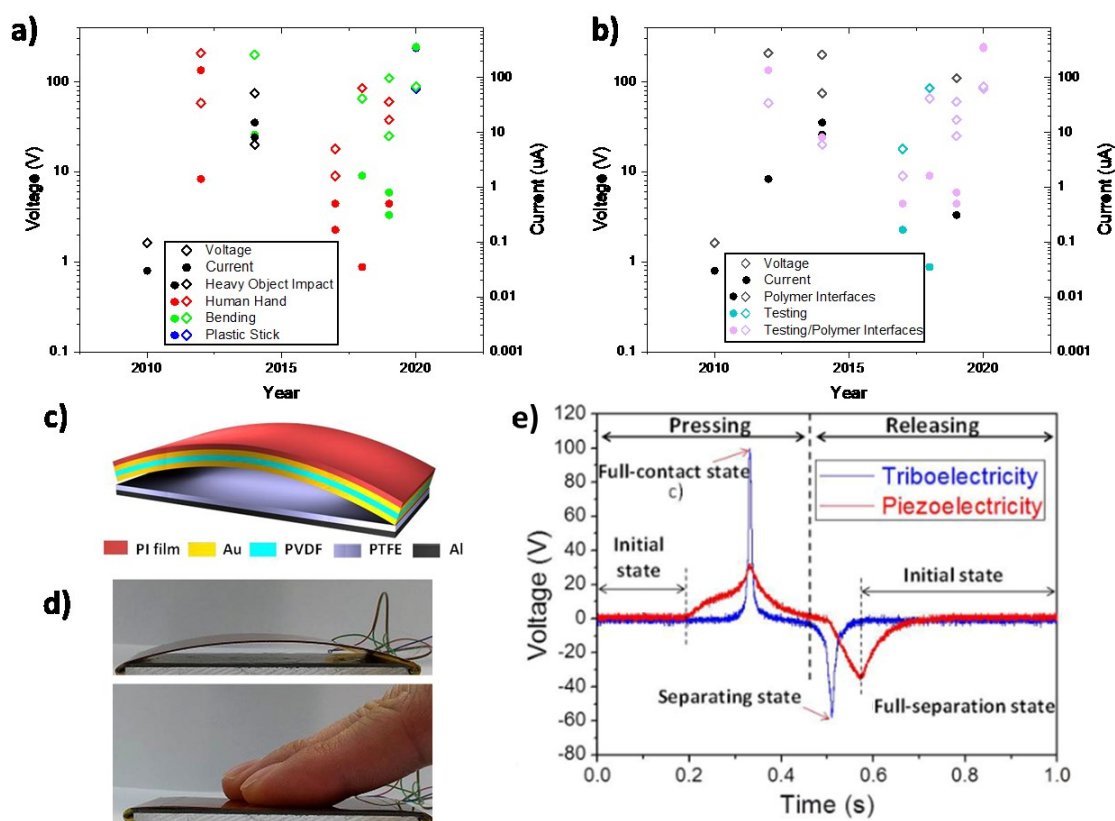 a)
Voltage (V)
100
10
1
0.1
Current (uA)
100
10
1
0.1
0.01
0.001
2010
2015
2020
Year
Voltage
Current
Heavy Object Impact
Human Hand
Bending
Plastic Stick
b)
Voltage (V)
100
10
1
0.1
Current (uA)
100
10
1
0.1
0.01
0.001
2010
2015
2020
Year
Voltage
Current
Polymer Interfaces
Testing
Testing/Polymer Interfaces
c)
PI film Au PVDF PTFE Al
d)
e)
Voltage (V)
120
100
80
60
40
20
0
-20
-40
-60
-80
Pressing Releasing
Full-contact state
c)
Triboelectricity
Piezoelectricity
Initial
state
Initial state
Separating state
Full-separation state
0.0 0.2 0.4 0.6 0.8 1.0
Time (s)